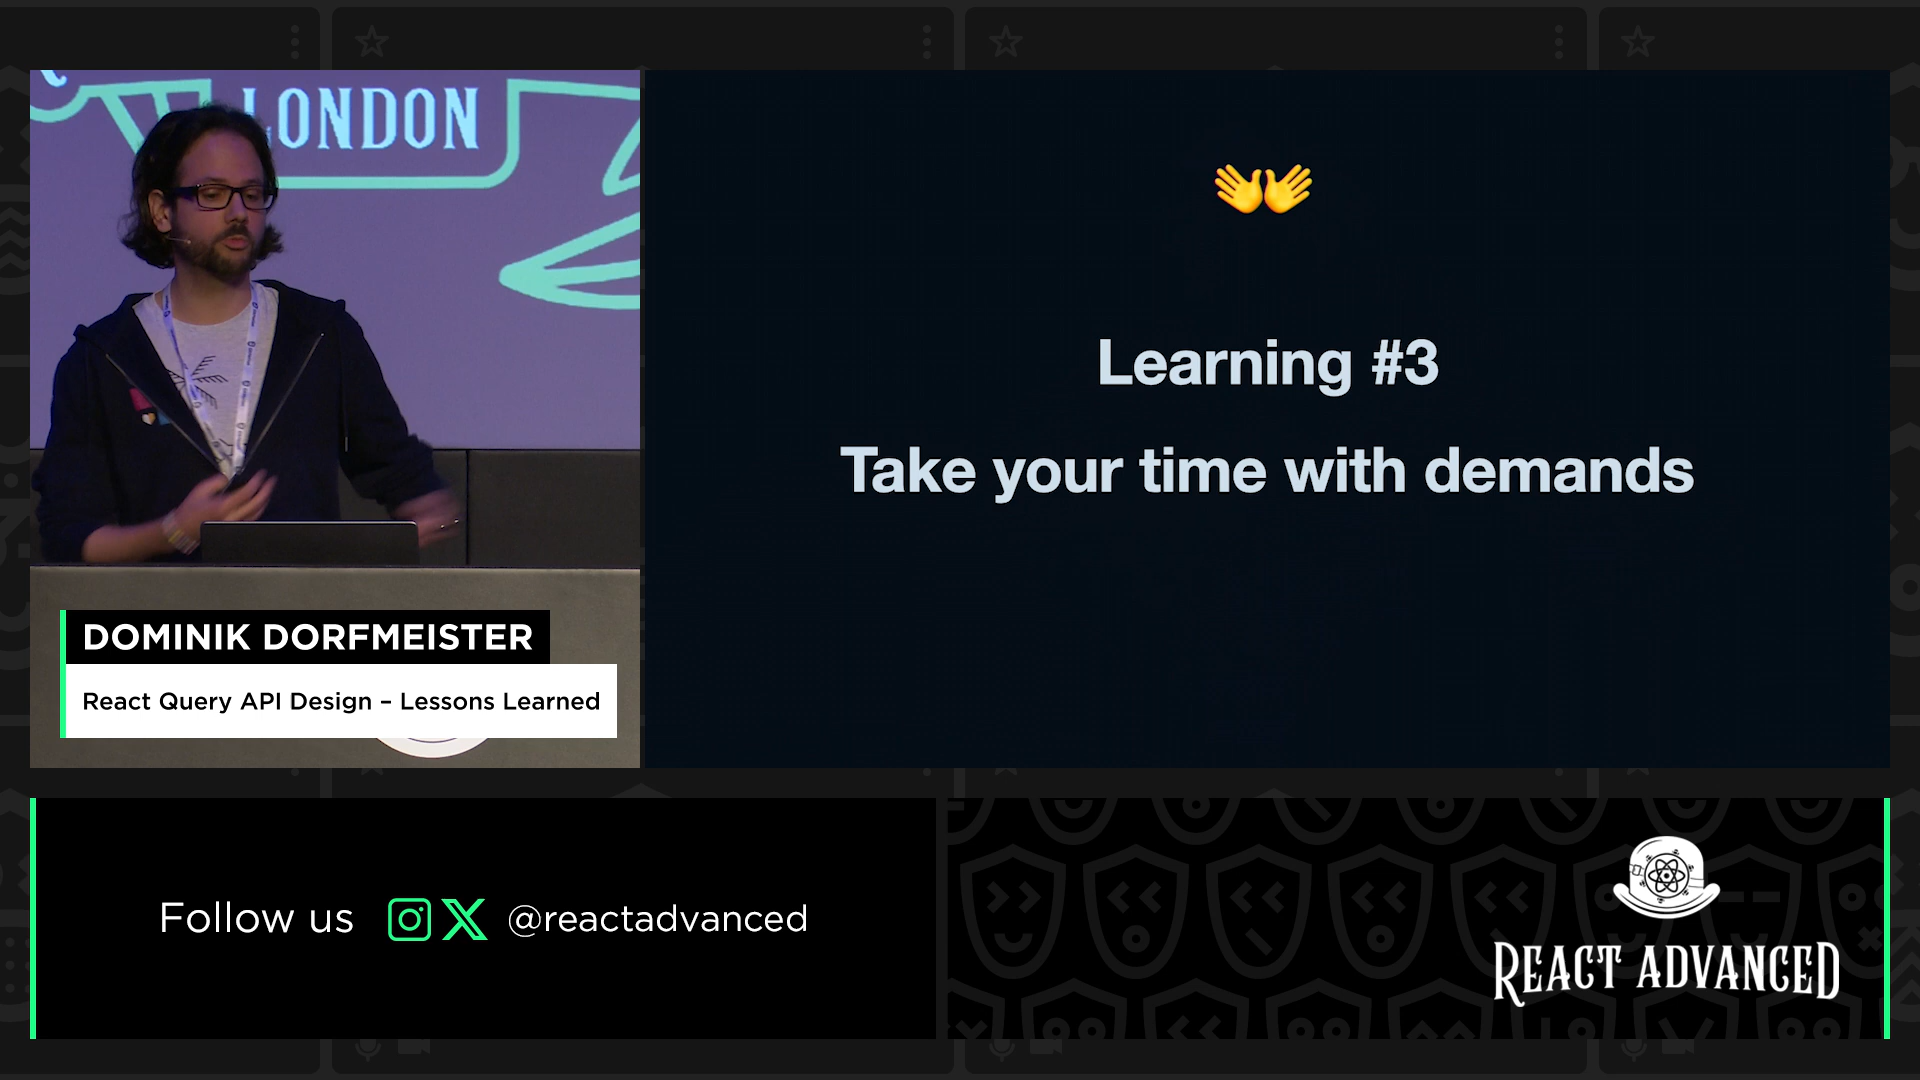 LONDON
Learning #3
Take your time with demands
DOMINIK DORFMEISTER
React Query API Design – Lessons Learned
Follow us @reactadvanced
REACT ADVANCED